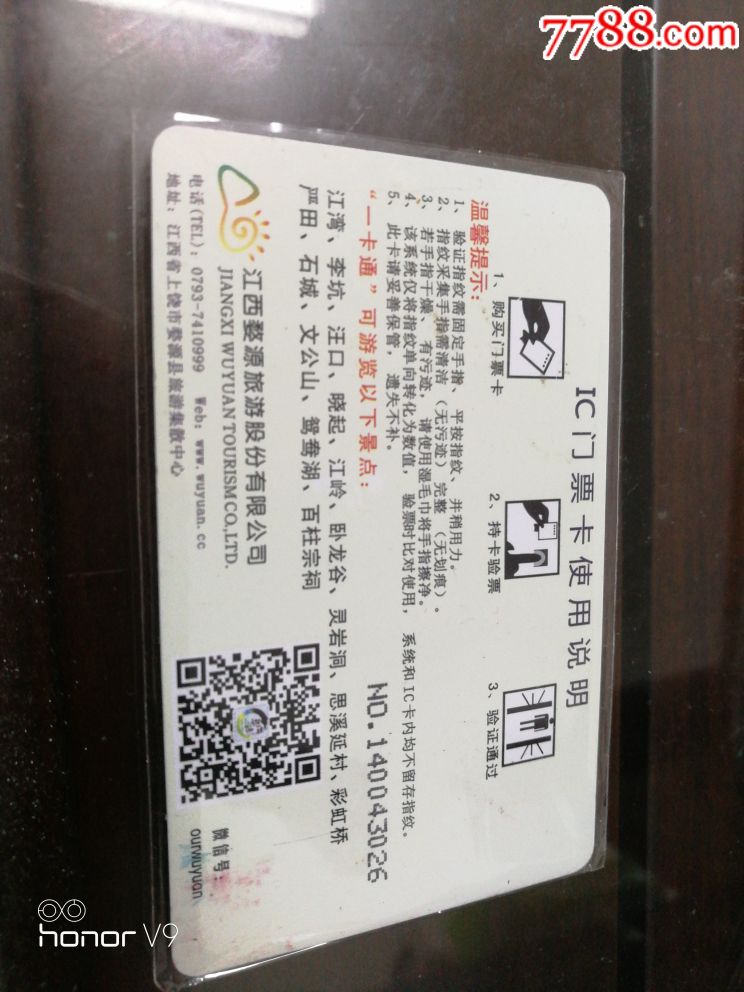 7788.com
IC门票卡使用说明
1、购买门票卡
2、持卡验票
3、验证通过
温馨提示：
1、验证指纹需固定手指、平按指纹、并稍用力。
2、指纹采集手指需清洁（无污迹）完整（无划痕）。
3、若手指干燥、有污迹，请使用湿毛巾将手指擦净。
4、该系统仅将指纹单向转化为数值，验票时比对使用，系统和IC卡内均不留存指纹。
5、此卡请妥善保管，遗失不补。
NO.140043026
“一卡通”可游览以下景点：
江湾、李坑、汪口、晓起、江岭、卧龙谷、灵岩洞、思溪延村、彩虹桥
严田、石城、文公山、鸳鸯湖、百柱宗祠
江西婺源旅游股份有限公司
JIANGXI WUYUAN TOURISM CO.,LTD.
电话(TEL)：0793-7410999 Web：www.wuyuan.cc
地址：江西省上饶市婺源县旅游集散中心
微信号：
ourwuyuan
honor V9